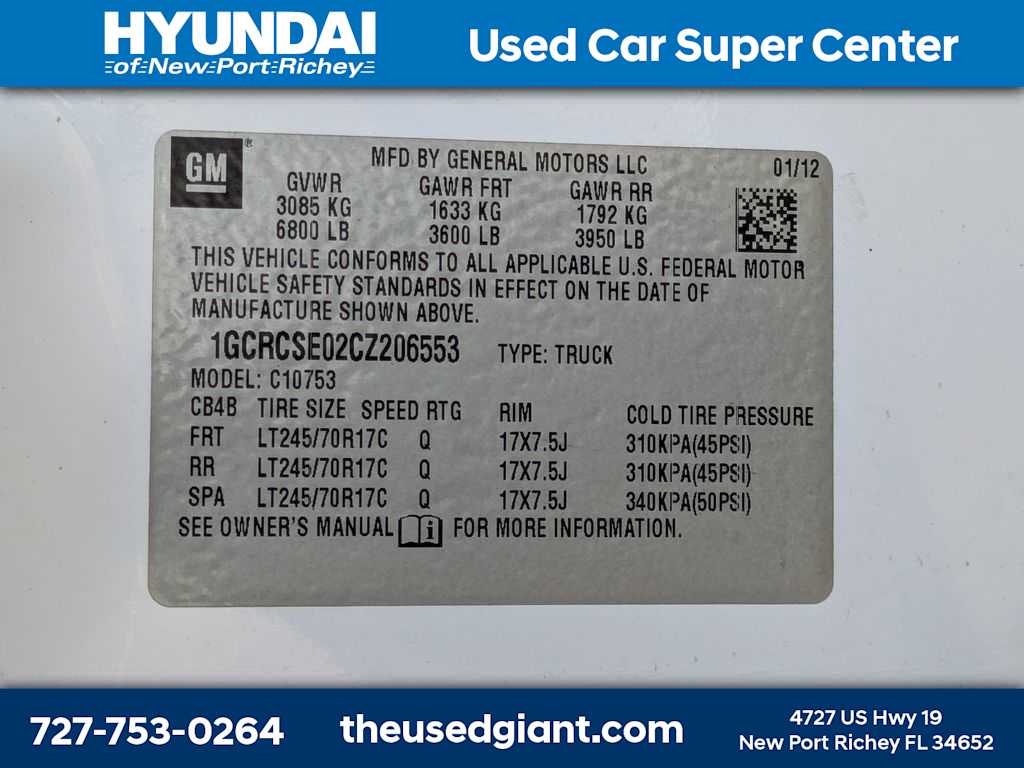 HYUNDAI
of New Port Richey
Used Car Super Center
GM®
MFD BY GENERAL MOTORS LLC 01/12
GVWR GAWR FRT GAWR RR
3085 KG 1633 KG 1792 KG
6800 LB 3600 LB 3950 LB
THIS VEHICLE CONFORMS TO ALL APPLICABLE U.S. FEDERAL MOTOR
VEHICLE SAFETY STANDARDS IN EFFECT ON THE DATE OF
MANUFACTURE SHOWN ABOVE.
1GCRCSE02CZ206553 TYPE: TRUCK
MODEL: C10753
CB4B TIRE SIZE SPEED RTG RIM COLD TIRE PRESSURE
FRT LT245/70R17C Q 17X7.5J 310KPA(45PSI)
RR LT245/70R17C Q 17X7.5J 310KPA(45PSI)
SPA LT245/70R17C Q 17X7.5J 340KPA(50PSI)
SEE OWNER'S MANUAL i FOR MORE INFORMATION.
727-753-0264
theusedgiant.com
4727 US Hwy 19
New Port Richey FL 34652